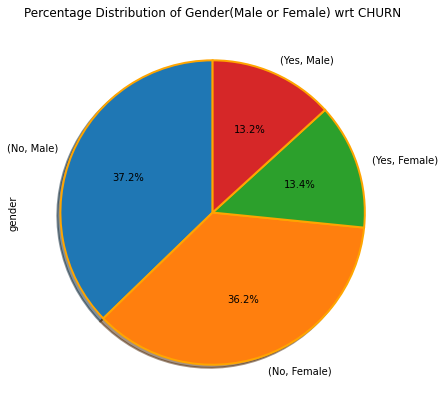 Percentage Distribution of Gender(Male or Female) wrt CHURN
(Yes, Male)
13.2%
(No, Male)
37.2%
(Yes, Female)
13.4%
gender
36.2%
(No, Female)